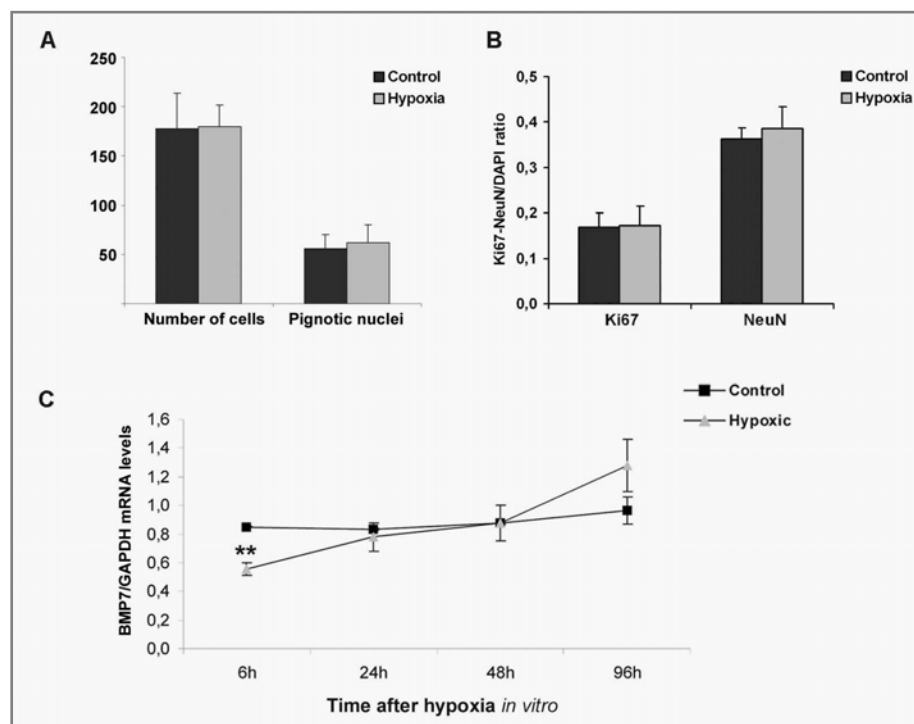 A
250
200
150
100
50
Control
Hypoxia
Number of cells
Pignotic nuclei
B
Ki67-NeuN/DAPI ratio
0,5
0,4
0,3
0,2
0,1
0,0
Control
Hypoxia
Ki67
NeuN
C
BMP7/GAPDH mRNA levels
1,6
1,4
1,2
1,0
0,8
0,6
0,4
0,2
0,0
**
Control
Hypoxic
6h
24h
48h
96h
Time after hypoxia in vitro